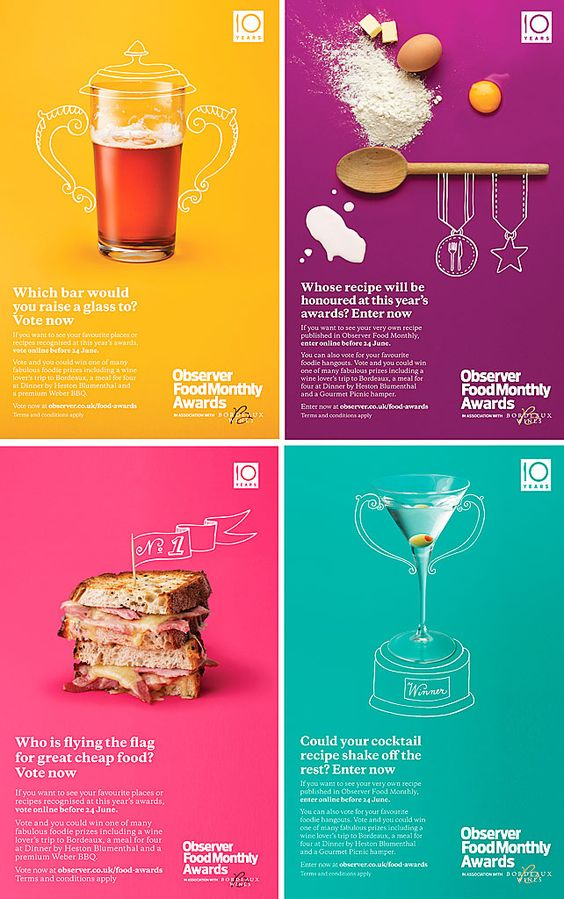 10
YEARS
Which bar would
you raise a glass to?
Vote now
If you want to see your favourite places or
recipes recognised at this year's awards,
vote online before 24 June.
Vote and you could win one of many
fabulous foodie prizes including a wine
lover's trip to Bordeaux, a meal for four
at Dinner by Heston Blumenthal and
a premium Weber BBQ.
Vote now at observer.co.uk/food-awards
Terms and conditions apply
Observer
Food Monthly
Awards
IN ASSOCIATION WITH BORDEAUX
WINES
10
YEARS
Whose recipe will be
honoured at this year's
awards? Enter now
If you want to see your very own recipe
published in Observer Food Monthly,
enter online before 24 June.
You can also vote for your favourite
foodie hangouts. Vote and you could win
one of many fabulous prizes including a
wine lover's trip to Bordeaux, a meal for
four at Dinner by Heston Blumenthal
and a Gourmet Picnic hamper.
Enter now at observer.co.uk/food-awards
Terms and conditions apply
Observer
Food Monthly
Awards
IN ASSOCIATION WITH BORDEAUX
WINES
10
YEARS
No 1
Who is flying the flag
for great cheap food?
Vote now
If you want to see your favourite places or
recipes recognised at this year's awards,
vote online before 24 June.
Vote and you could win one of many
fabulous foodie prizes including a wine
lover's trip to Bordeaux, a meal for four
at Dinner by Heston Blumenthal and a
premium Weber BBQ.
Vote now at observer.co.uk/food-awards
Terms and conditions apply
Observer
Food Monthly
Awards
IN ASSOCIATION WITH BORDEAUX
WINES
10
YEARS
Winner
Could your cocktail
recipe shake off the
rest? Enter now
If you want to see your very own recipe
published in Observer Food Monthly,
enter online before 24 June.
You can also vote for your favourite
foodie hangouts. Vote and you could win
one of many fabulous prizes including a
wine lover's trip to Bordeaux, a meal for
four at Dinner by Heston Blumenthal
and a Gourmet Picnic hamper.
Enter now at observer.co.uk/food-awards
Terms and conditions apply
Observer
Food Monthly
Awards
IN ASSOCIATION WITH BORDEAUX
WINES